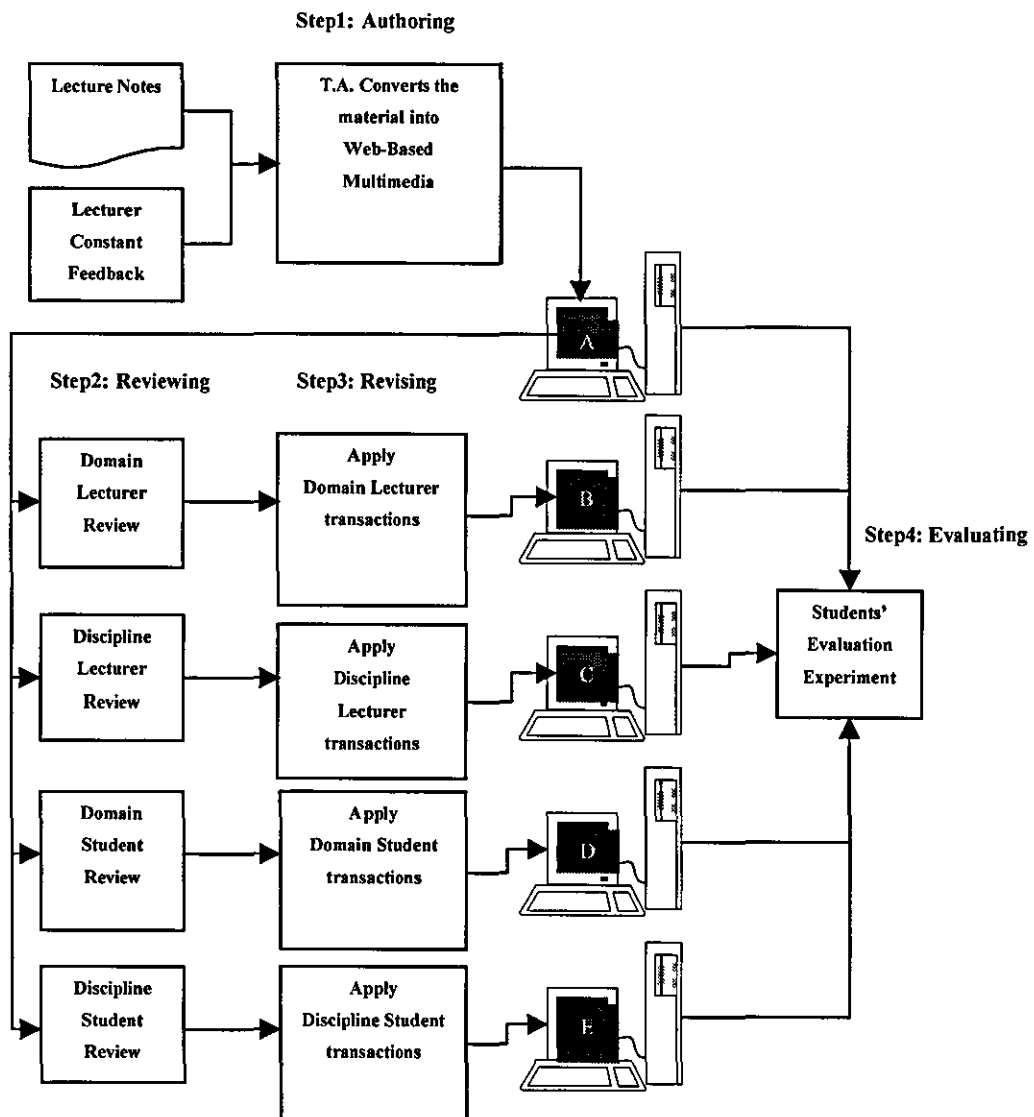 Step1: Authoring
Lecture Notes
T.A. Converts the
material into
Web-Based
Multimedia
Lecturer
Constant
Feedback
A
Step2: Reviewing
Step3: Revising
Domain
Lecturer
Review
Apply
Domain Lecturer
transactions
B
Step4: Evaluating
Students'
Evaluation
Experiment
Discipline
Lecturer
Review
Apply
Discipline
Lecturer
transactions
C
Domain
Student
Review
Apply
Domain Student
transactions
D
Discipline
Student
Review
Apply
Discipline Student
transactions
E